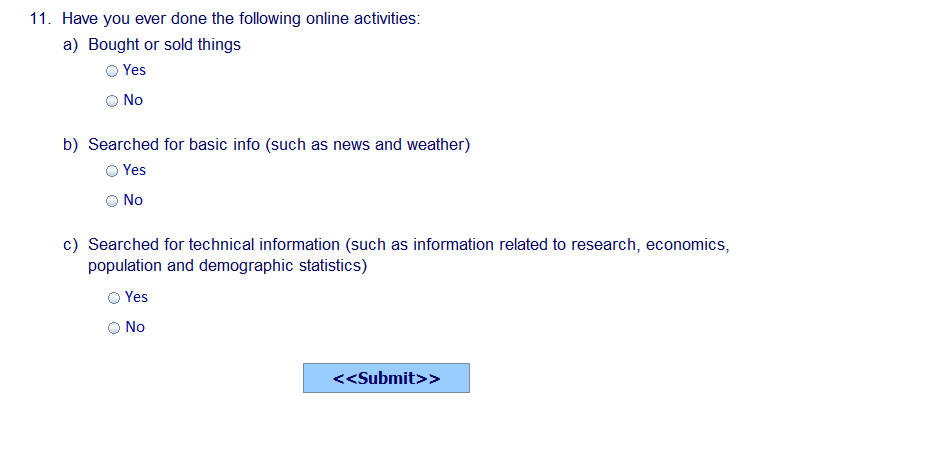 11. Have you ever done the following online activities:
a) Bought or sold things
Yes
No
b) Searched for basic info (such as news and weather)
Yes
No
c) Searched for technical information (such as information related to research, economics,
population and demographic statistics)
Yes
No
<<Submit>>